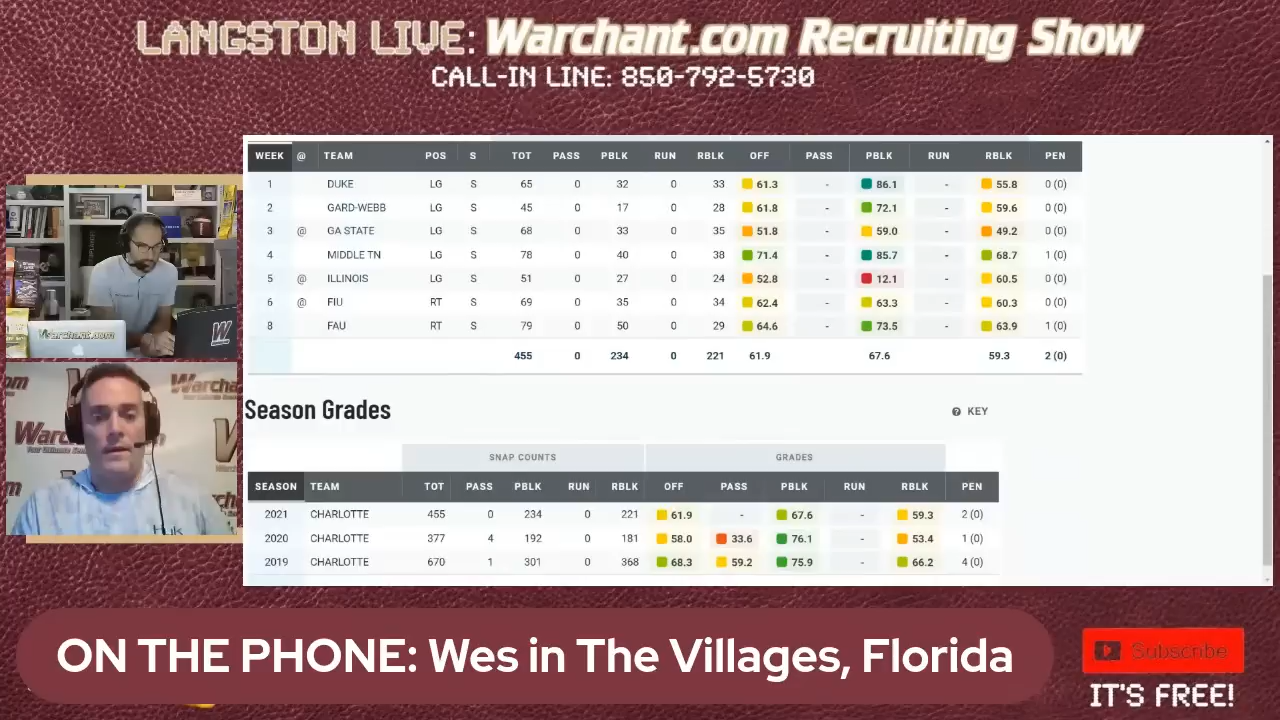 LANGSTON LIVE: Warchant.com Recruiting Show
CALL-IN LINE: 850-792-5730
WEEK @ TEAM POS S TOT PASS PBLK RUN RBLK OFF PASS PBLK RUN RBLK PEN
1 DUKE LG S 65 0 32 0 33 61.3 - 86.1 - 55.8 0 (0)
2 GARD-WEBB LG S 45 0 17 0 28 61.8 - 72.1 - 59.6 0 (0)
3 @ GA STATE LG S 68 0 33 0 35 51.8 - 59.0 - 49.2 0 (0)
4 MIDDLE TN LG S 78 0 40 0 38 71.4 - 85.7 - 68.7 1 (0)
5 @ ILLINOIS LG S 51 0 27 0 24 52.8 - 12.1 - 60.5 0 (0)
6 @ FIU RT S 69 0 35 0 34 62.4 - 63.3 - 60.3 0 (0)
8 FAU RT S 79 0 50 0 29 64.6 - 73.5 - 63.9 1 (0)
455 0 234 0 221 61.9 67.6 59.3 2 (0)
Season Grades
KEY
SNAP COUNTS GRADES
SEASON TEAM TOT PASS PBLK RUN RBLK OFF PASS PBLK RUN RBLK PEN
2021 CHARLOTTE 455 0 234 0 221 61.9 - 67.6 - 59.3 2 (0)
2020 CHARLOTTE 377 4 192 0 181 58.0 33.6 76.1 - 53.4 1 (0)
2019 CHARLOTTE 670 1 301 0 368 68.3 59.2 75.9 - 66.2 4 (0)
Warchant.com
W
Warchant
Huk
ON THE PHONE: Wes in The Villages, Florida
Subscribe
IT'S FREE!